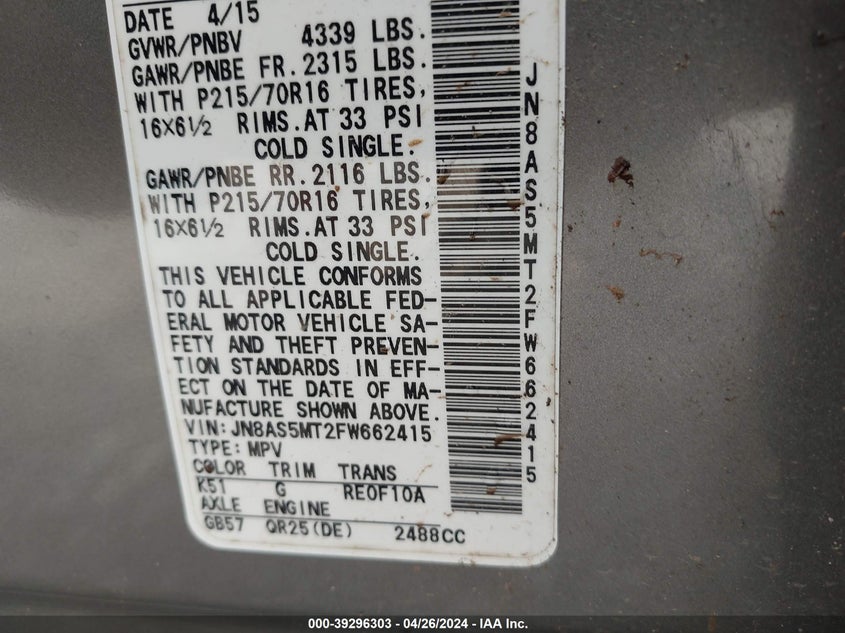 DATE 4/15
GVWR/PNBV 4339 LBS.
GAWR/PNBE FR. 2315 LBS.
WITH P215/70R16 TIRES,
16X6½ RIMS. AT 33 PSI
COLD SINGLE.
GAWR/PNBE RR. 2116 LBS.
WITH P215/70R16 TIRES,
16X6½ RIMS. AT 33 PSI
COLD SINGLE.
THIS VEHICLE CONFORMS
TO ALL APPLICABLE FED-
ERAL MOTOR VEHICLE SA-
FETY AND THEFT PREVEN-
TION STANDARDS IN EFF-
ECT ON THE DATE OF MA-
NUFACTURE SHOWN ABOVE.
VIN: JN8AS5MT2FW662415
TYPE: MPV
COLOR TRIM TRANS
K51 G RE0F10A
AXLE ENGINE
GB57 QR25(DE) 2488CC
JN8AS5MT2FW662415
000-39296303 - 04/26/2024 - IAA Inc.